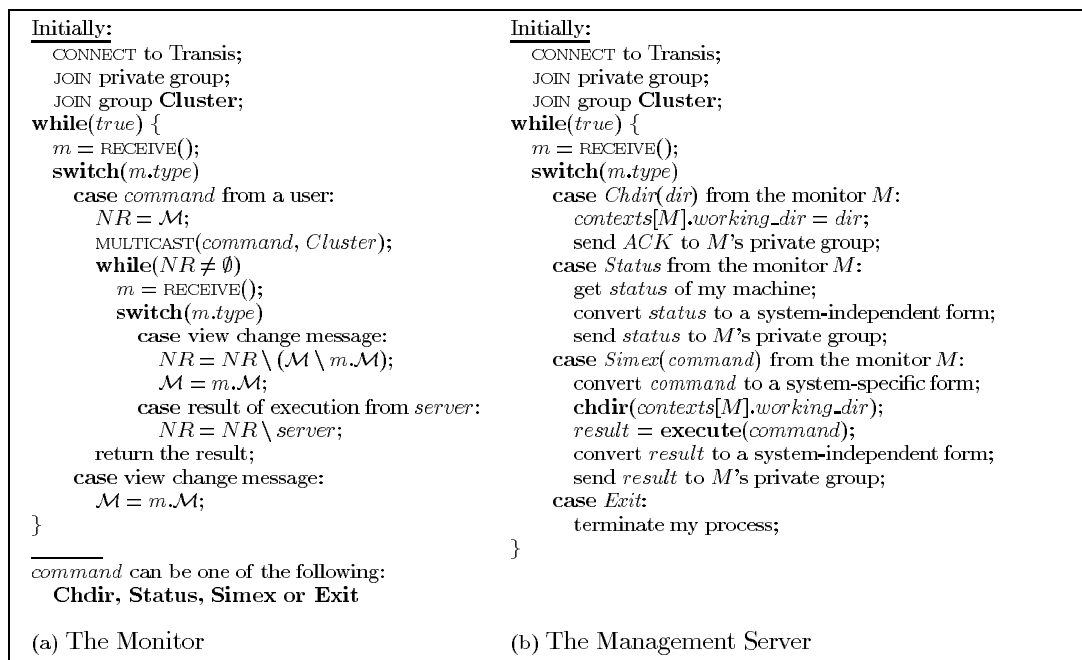 Initially:
CONNECT to Transis;
JOIN private group;
JOIN group Cluster;
while(true) {
m = RECEIVE();
switch(m.type)
case command from a user:
NR = M;
MULTICAST(command, Cluster);
while(NR ≠ ∅)
m = RECEIVE();
switch(m.type)
case view change message:
NR = NR \ (M \ m.M);
M = m.M;
case result of execution from server:
NR = NR \ server;
return the result;
case view change message:
M = m.M;
}
command can be one of the following:
Chdir, Status, Simex or Exit
(a) The Monitor
Initially:
CONNECT to Transis;
JOIN private group;
JOIN group Cluster;
while(true) {
m = RECEIVE();
switch(m.type)
case Chdir(dir) from the monitor M:
contexts[M].working_dir = dir;
send ACK to M's private group;
case Status from the monitor M:
get status of my machine;
convert status to a system-independent form;
send status to M's private group;
case Simex(command) from the monitor M:
convert command to a system-specific form;
chdir(contexts[M].working_dir);
result = execute(command);
convert result to a system-independent form;
send result to M's private group;
case Exit:
terminate my process;
}
(b) The Management Server